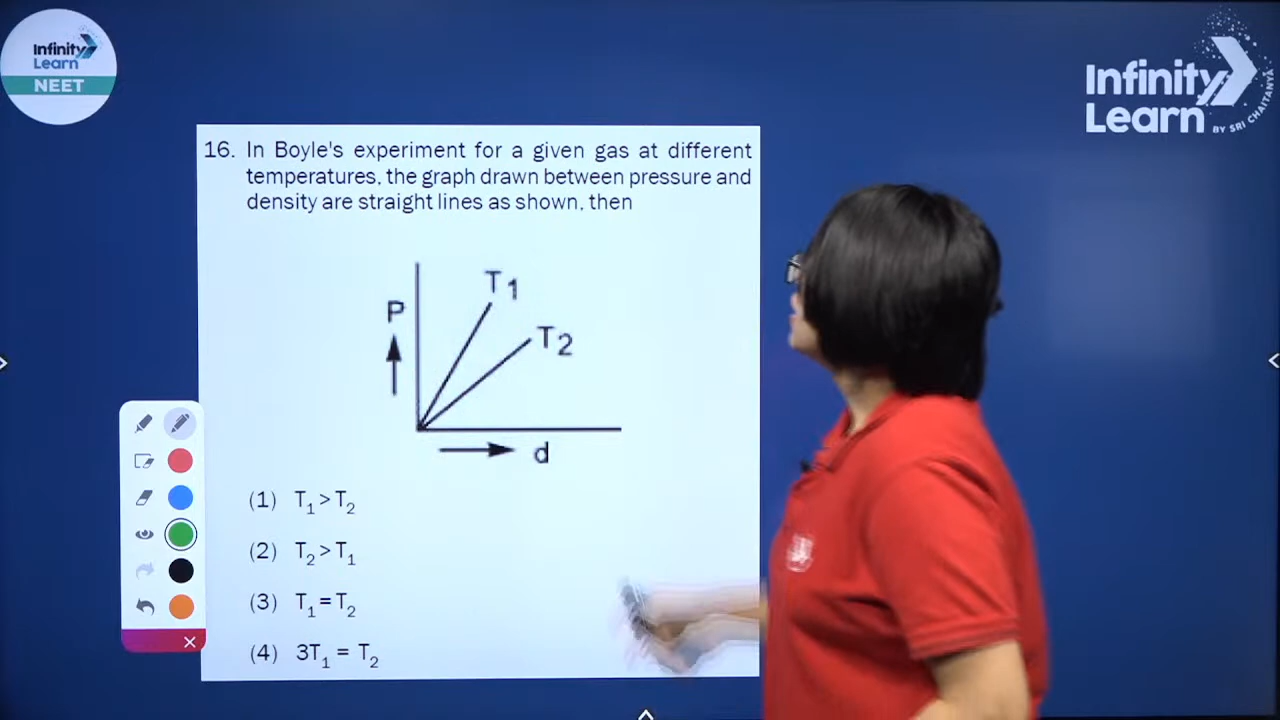 Infinity
Learn
NEET
Infinity
Learn
BY SRI CHAITANYA
16. In Boyle's experiment for a given gas at different
temperatures, the graph drawn between pressure and
density are straight lines as shown, then
T1
P
T2
d
(1) T1 > T2
(2) T2 > T1
(3) T1 = T2
(4) 3T1 = T2